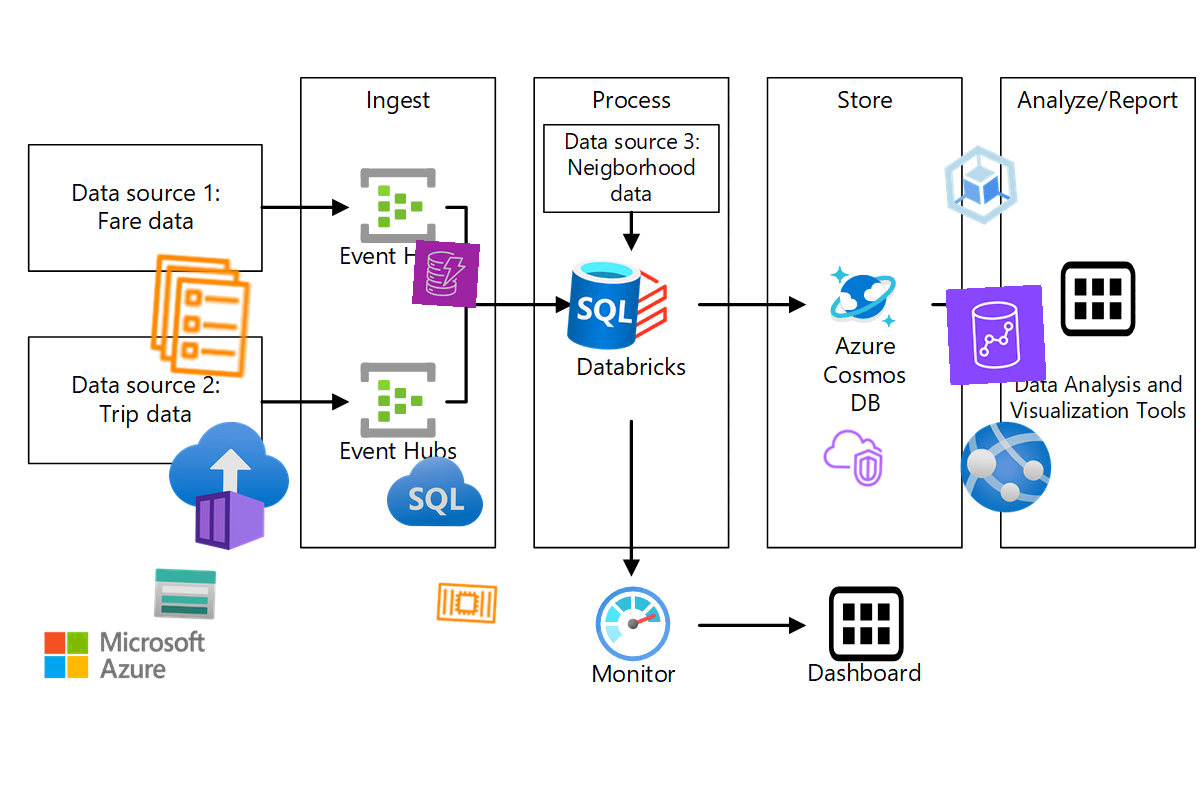 Ingest
Process
Store
Analyze/Report
Data source 1:
Fare data
Data source 3:
Neigborhood
data
Event
SQL
Databricks
Azure
Cosmos
DB
Data Analysis and
Visualization Tools
Data source 2:
Trip data
Event Hubs
SQL
Microsoft
Azure
Monitor
Dashboard